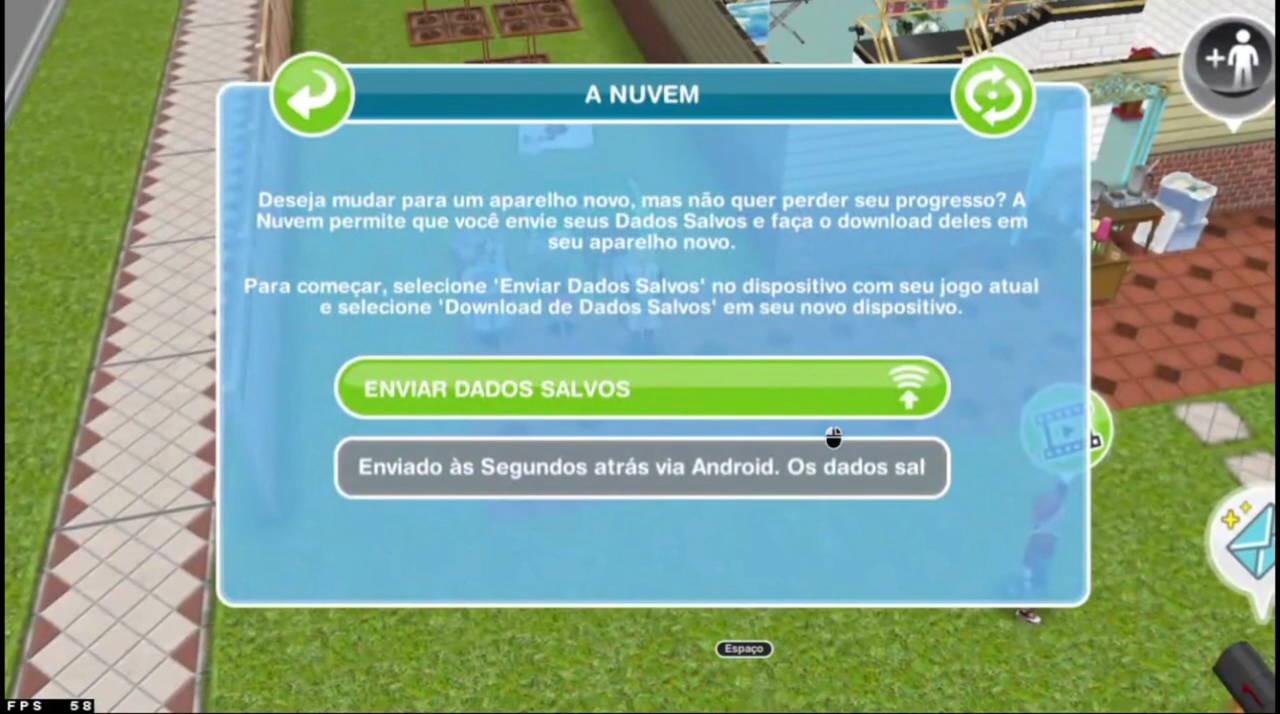 A NUVEM
Deseja mudar para um aparelho novo, mas não quer perder seu progresso? A
Nuvem permite que você envie seus Dados Salvos e faça o download deles em
seu aparelho novo.
Para começar, selecione 'Enviar Dados Salvos' no dispositivo com seu jogo atual
e selecione 'Download de Dados Salvos' em seu novo dispositivo.
ENVIAR DADOS SALVOS
Enviado às Segundos atrás via Android. Os dados sal
Espaço
FPS 58